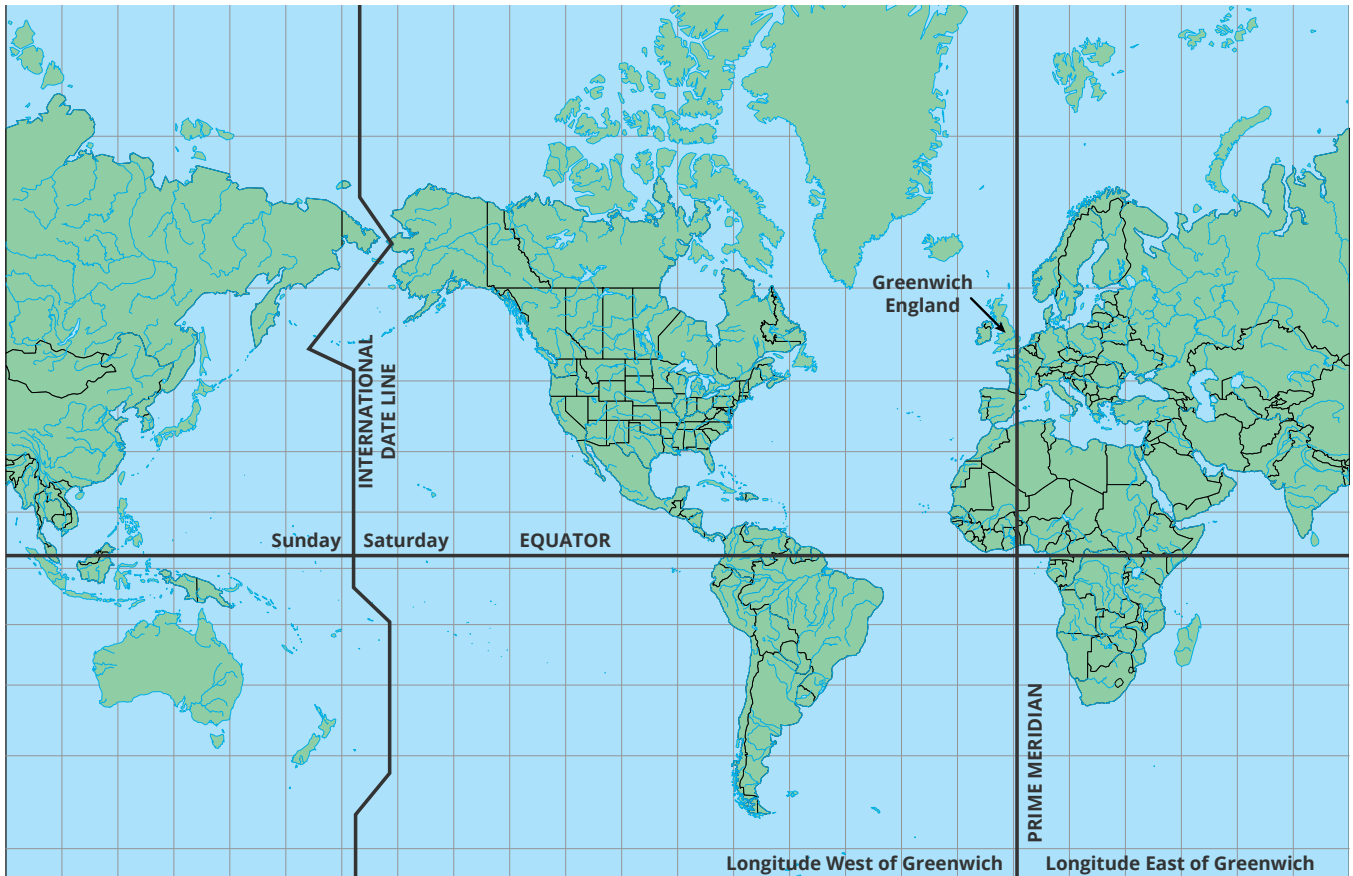 Greenwich
England
INTERNATIONAL
DATE LINE
Sunday
Saturday
EQUATOR
PRIME MERIDIAN
Longitude West of Greenwich
Longitude East of Greenwich